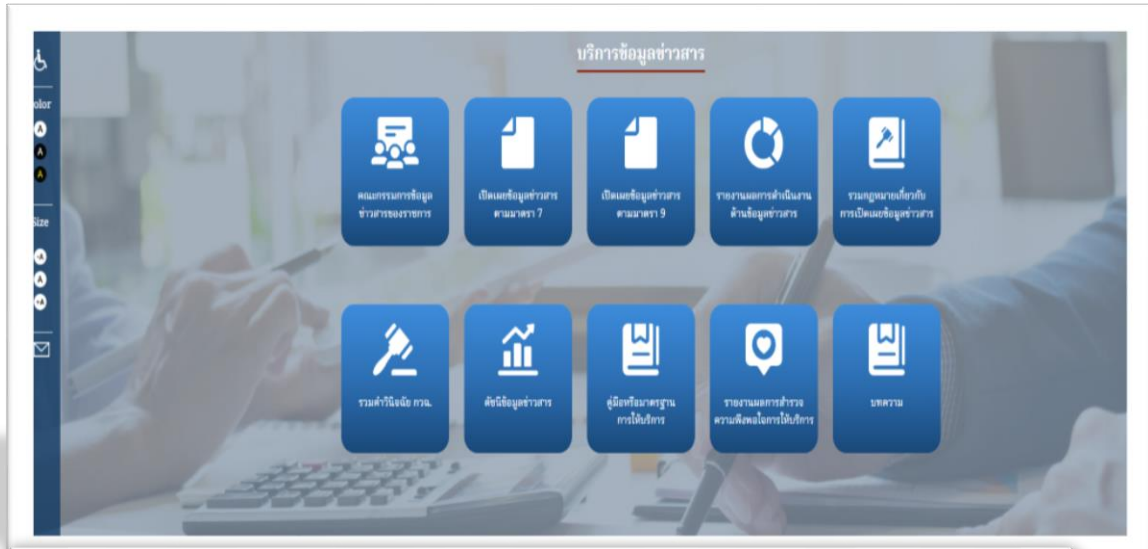 บริการข้อมูลข่าวสาร
olor
A
A
A
Size
-A
A
+A
คณะกรรมการข้อมูล
ข่าวสารของราชการ
เปิดเผยข้อมูลข่าวสาร
ตามมาตรา 7
เปิดเผยข้อมูลข่าวสาร
ตามมาตรา 9
รายงานผลการดำเนินงาน
ด้านข้อมูลข่าวสาร
รวมกฎหมายเกี่ยวกับ
การเปิดเผยข้อมูลข่าวสาร
รวมคำวินิจฉัย กวฉ.
ดัชนีข้อมูลข่าวสาร
คู่มือหรือมาตรฐาน
การให้บริการ
รายงานผลการสำรวจ
ความพึงพอใจการให้บริการ
บทความ